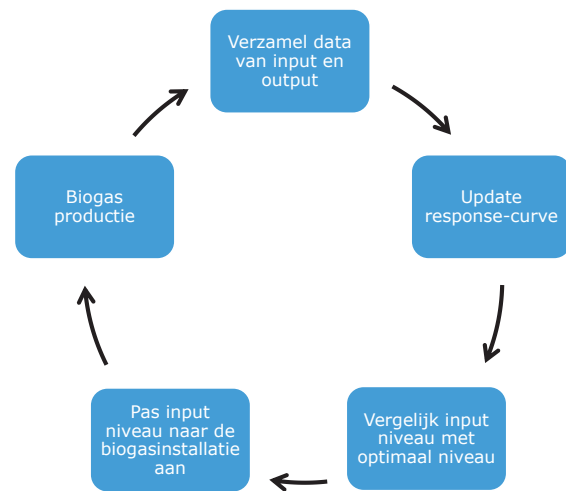 Verzamel data
van input en
output
Update
response-curve
Vergelijk input
niveau met
optimaal niveau
Pas input
niveau naar de
biogasinstallatie
aan
Biogas
productie